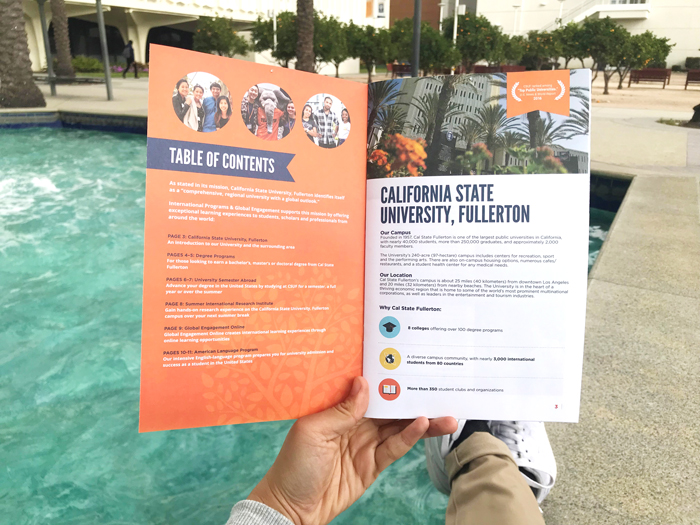 TABLE OF CONTENTS
As stated in its mission, California State University, Fullerton identifies itself
as a "comprehensive, regional university with a global outlook."
International Programs & Global Engagement supports this mission by offering
exceptional learning experiences to students, scholars and professionals from
around the world.
PAGE 3: California State University, Fullerton
An introduction to our University and the surrounding area
PAGES 4-5: Degree Programs
For those looking to earn a bachelor's, master's or doctoral degree from Cal State
Fullerton
PAGES 6-7: University Semester Abroad
Advance your degree in the United States by studying at CSUF for a semester, a full
year or over the summer
PAGE 8: Summer International Research Institute
Gain hands-on research experience on the California State University, Fullerton
campus over your next summer break
PAGE 9: Global Engagement Online
Global Engagement Online creates international learning experiences through
online learning opportunities
PAGES 10-11: American Language Program
Our intensive English-language program prepares you for university admission and
success as a student in the United States
Top Public Universities
2016
CALIFORNIA STATE
UNIVERSITY, FULLERTON
Our Campus
Founded in 1957, Cal State Fullerton is one of the largest public universities in California,
with nearly 40,000 students, more than 250,000 graduates, and approximately 2,000
faculty members.
The University's 240-acre (97-hectare) campus includes centers for recreation, sport
and the performing arts. There are also on-campus housing options, numerous cafes/
restaurants, and a student health center for any medical needs.
Our Location
Cal State Fullerton's campus is about 25 miles (40 kilometers) from downtown Los Angeles
and 20 miles (32 kilometers) from nearby beaches. The University is in the heart of a
thriving economic region that is home to some of the world's most prominent multinational
corporations, as well as leaders in the entertainment and tourism industries.
Why Cal State Fullerton:
8 colleges offering over 100 degree programs
A diverse campus community, with nearly 3,000 international
students from 80 countries
More than 350 student clubs and organizations
3